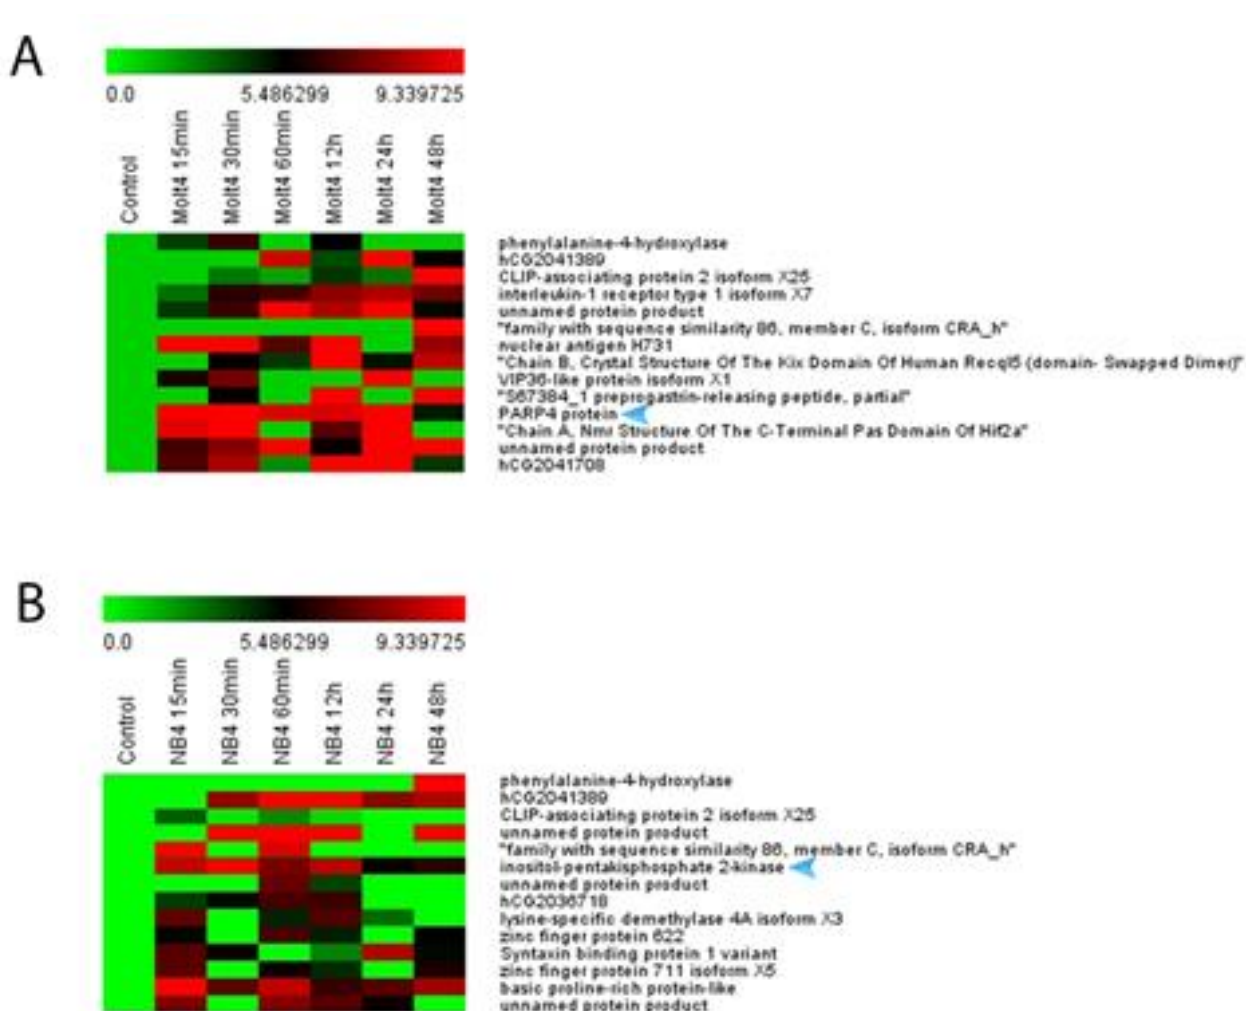 A
0.0 5.486299 9.339725
Control
Molt4 15min
Molt4 30min
Molt4 60min
Molt4 12h
Molt4 24h
Molt4 48h
phenylalanine-4-hydroxylase
hCG2041389
CLIP-associating protein 2 isoform X25
interleukin-1 receptor type 1 isoform X7
unnamed protein product
"family with sequence similarity 86, member C, isoform CRA_h"
nuclear antigen H731
"Chain B, Crystal Structure Of The Kix Domain Of Human Recql5 (domain- Swapped Dimer)"
VIP36-like protein isoform X1
"S67384_1 preprogastrin-releasing peptide, partial"
PARP4 protein
"Chain A, Nmr Structure Of The C-Terminal Pas Domain Of Hif2a"
unnamed protein product
hCG2041708
B
0.0 5.486299 9.339725
Control
NB4 15min
NB4 30min
NB4 60min
NB4 12h
NB4 24h
NB4 48h
phenylalanine-4-hydroxylase
hCG2041389
CLIP-associating protein 2 isoform X25
unnamed protein product
"family with sequence similarity 86, member C, isoform CRA_h"
inositol-pentakisphosphate 2-kinase
unnamed protein product
hCG2036718
lysine-specific demethylase 4A isoform X3
zinc finger protein 622
Syntaxin binding protein 1 variant
zinc finger protein 711 isoform X5
basic proline-rich protein-like
unnamed protein product